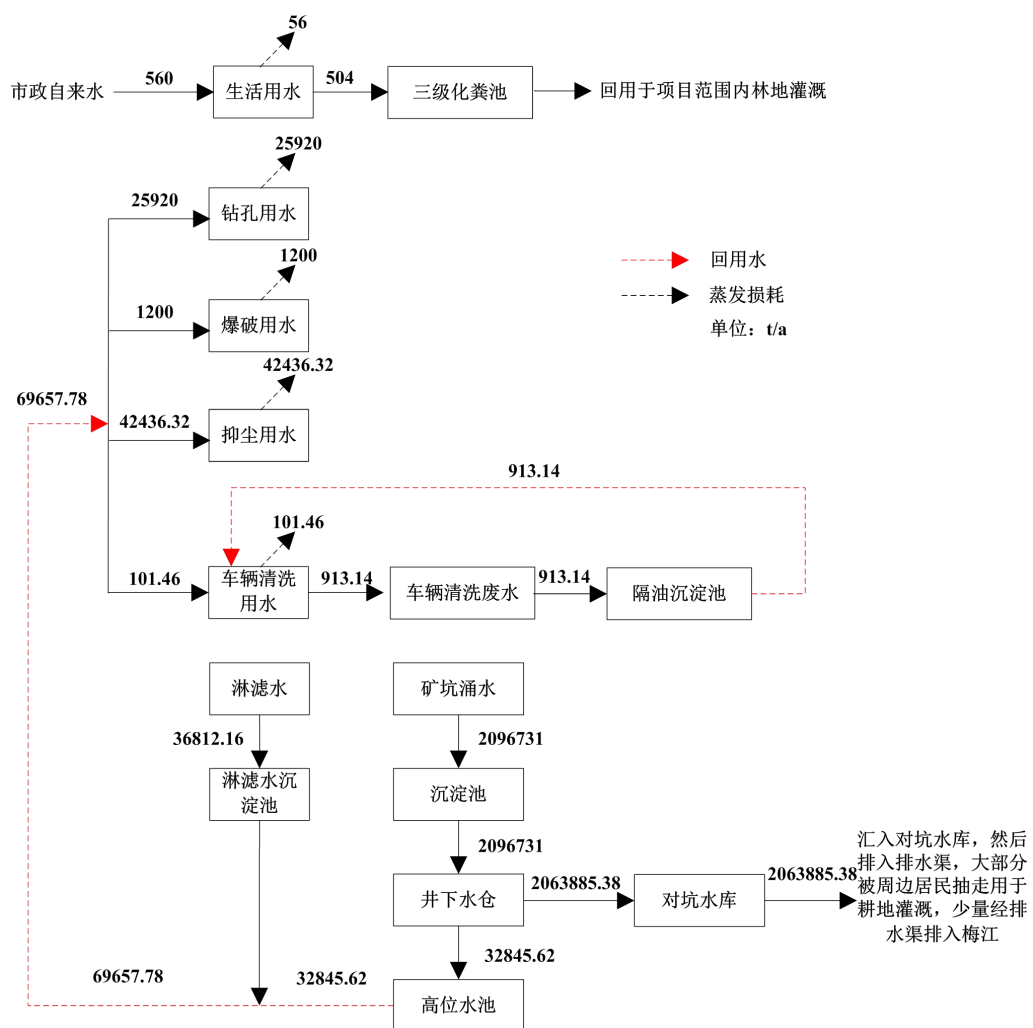 56
市政自来水
560
生活用水
504
三级化粪池
回用于项目范围内林地灌溉
25920
25920
钻孔用水
1200
1200
爆破用水
回用水
蒸发损耗
单位：t/a
69657.78
42436.32
42436.32
抑尘用水
913.14
101.46
101.46
车辆清洗
用水
913.14
车辆清洗废水
913.14
隔油沉淀池
淋滤水
矿坑涌水
36812.16
2096731
淋滤水沉
淀池
沉淀池
2096731
井下水仓
2063885.38
对坑水库
2063885.38
汇入对坑水库，然后
排入排水渠，大部分
被周边居民抽走用于
耕地灌溉，少量经排
水渠排入梅江
32845.62
69657.78
32845.62
高位水池